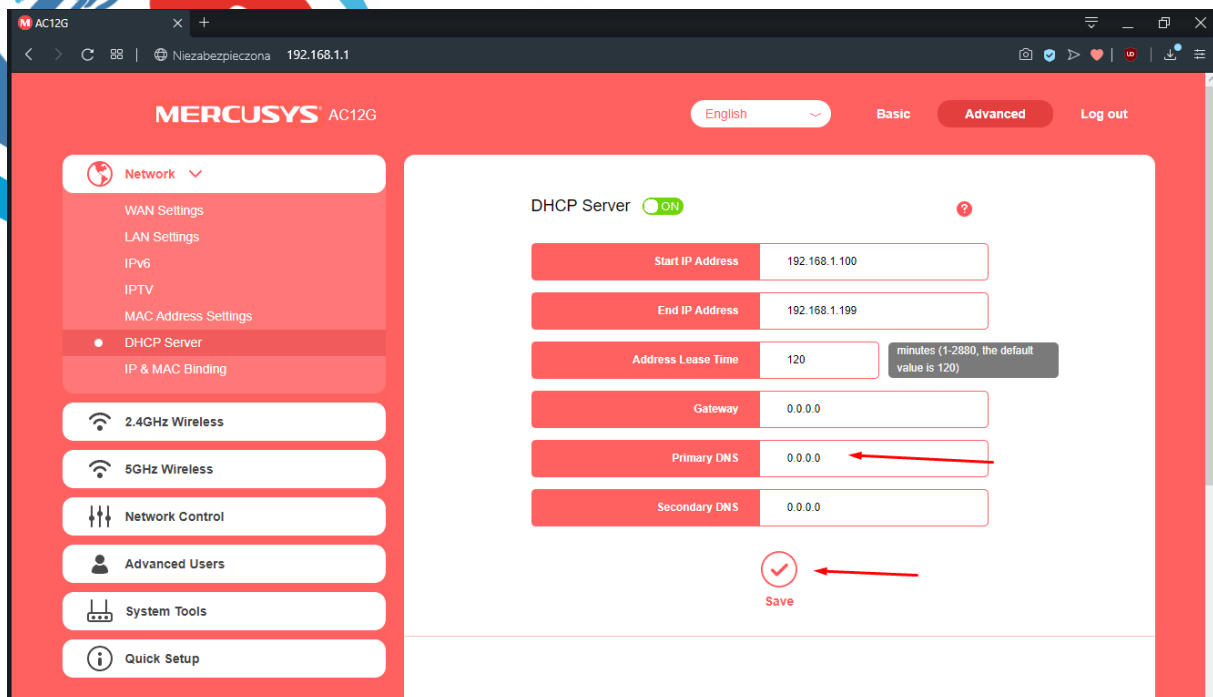 AC12G
Niezabezpieczona 192.168.1.1
MERCUSYS AC12G
English
Basic
Advanced
Log out
Network
WAN Settings
LAN Settings
IPv6
IPTV
MAC Address Settings
DHCP Server
IP & MAC Binding
2.4GHz Wireless
5GHz Wireless
Network Control
Advanced Users
System Tools
Quick Setup
DHCP Server ON
?
Start IP Address 192.168.1.100
End IP Address 192.168.1.199
Address Lease Time 120
minutes (1-2880, the default
value is 120)
Gateway 0.0.0.0
Primary DNS 0.0.0.0
Secondary DNS 0.0.0.0
Save